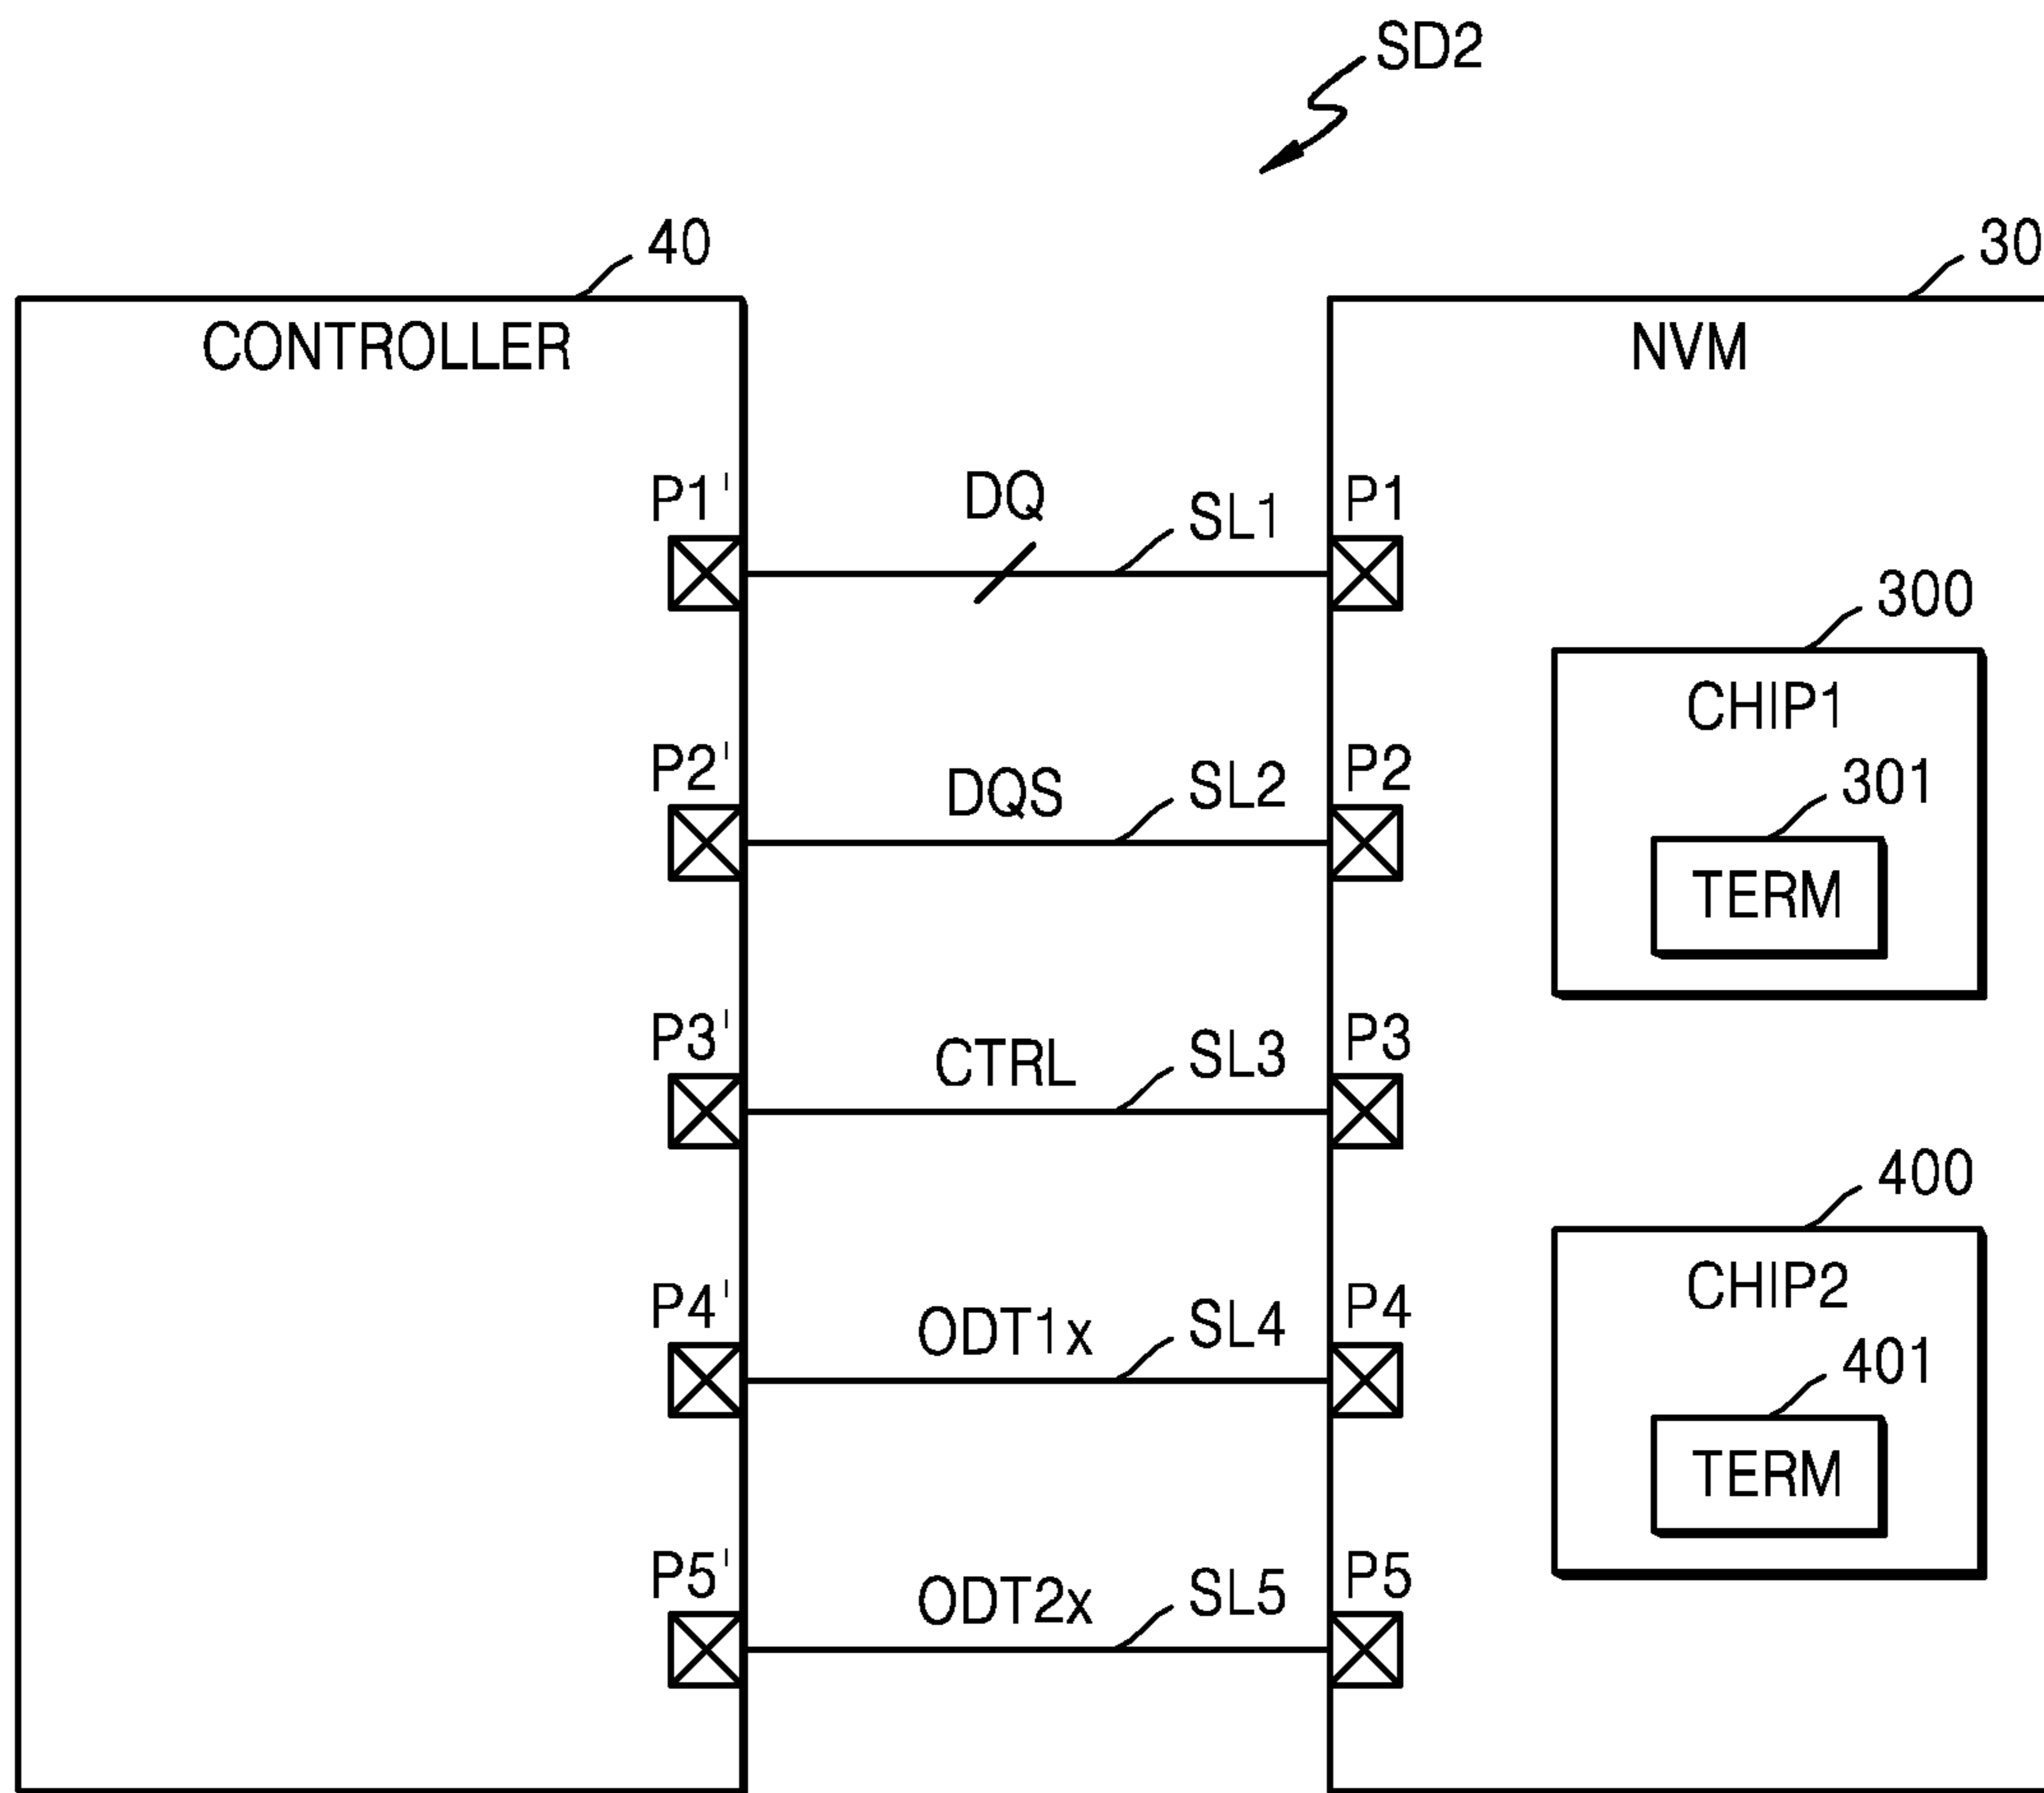 SD2
40
30
CONTROLLER
NVM
P1'
DQ
SL1
P1
300
CHIP1
P2'
DQS
SL2
P2
301
TERM
P3'
CTRL
SL3
P3
400
CHIP2
P4'
ODT1x
SL4
P4
401
TERM
P5'
ODT2x
SL5
P5